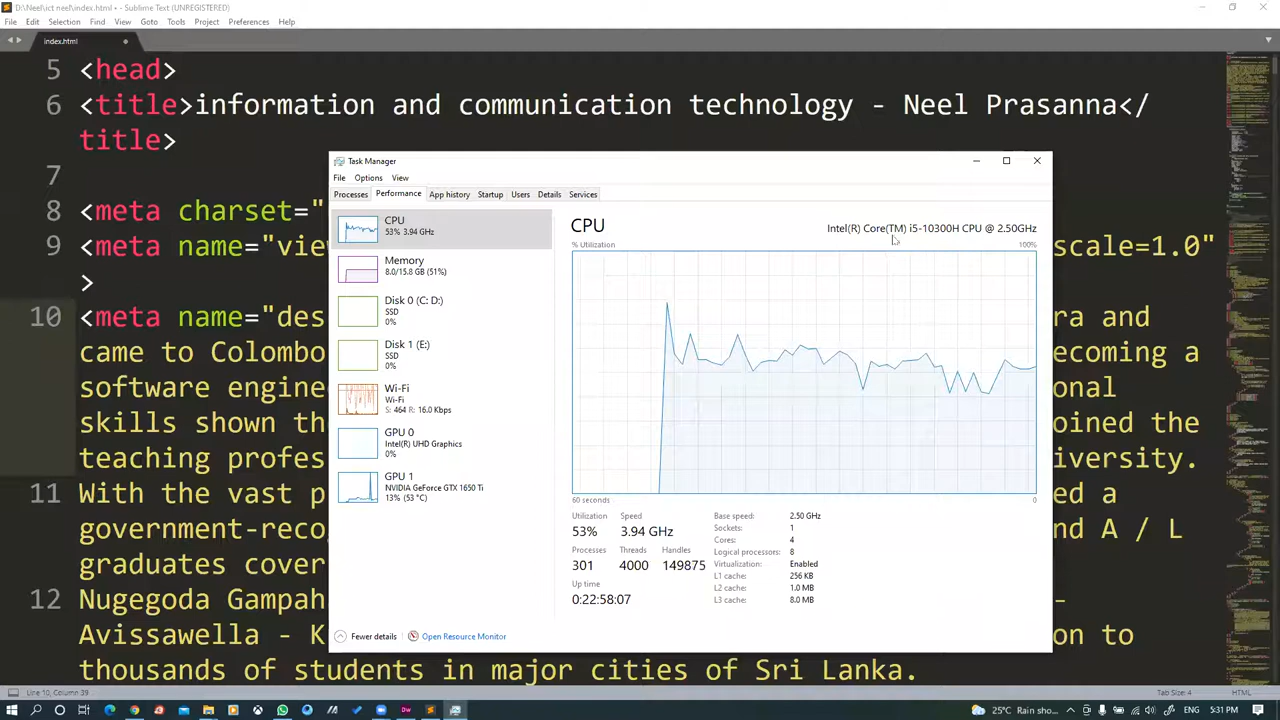 D:\Neel\ict neel\index.html • - Sublime Text (UNREGISTERED)
File Edit Selection Find View Goto Tools Project Preferences Help
index.html
5 <head>
6 <title>information and communication technology - Neel Prasanna</
title>
7
8 <meta charset="
9 <meta name="vie
scale=1.0"
>
10 <meta name="des
ra and
came to Colombo
ecoming a
software engine
onal
skills shown th
oined the
teaching profes
iversity.
11 With the vast p
ed a
government-reco
nd A / L
graduates cover
12 Nugegoda Gampah
-
Avissawella - K
on to
thousands of students in major cities of Sri Lanka.
Task Manager
File Options View
Processes Performance App history Startup Users Details Services
CPU
53% 3.94 GHz
Memory
8.0/15.8 GB (51%)
Disk 0 (C: D:)
SSD
0%
Disk 1 (E:)
SSD
0%
Wi-Fi
Wi-Fi
S: 464 R: 16.0 Kbps
GPU 0
Intel(R) UHD Graphics
GPU 1
NVIDIA GeForce GTX 1650 Ti
13% (53 °C)
CPU
Intel(R) Core(TM) i5-10300H CPU @ 2.50GHz
% Utilization 100%
60 seconds 0
Utilization Speed
53% 3.94 GHz
Processes Threads Handles
301 4000 149875
Up time
0:22:58:07
Base speed: 2.50 GHz
Sockets: 1
Cores: 4
Logical processors: 8
Virtualization: Enabled
L1 cache: 256 KB
L2 cache: 1.0 MB
L3 cache: 8.0 MB
Fewer details Open Resource Monitor
Line 10, Column 39 Tab Size: 4 HTML
25°C Rain sho... 5:31 PM